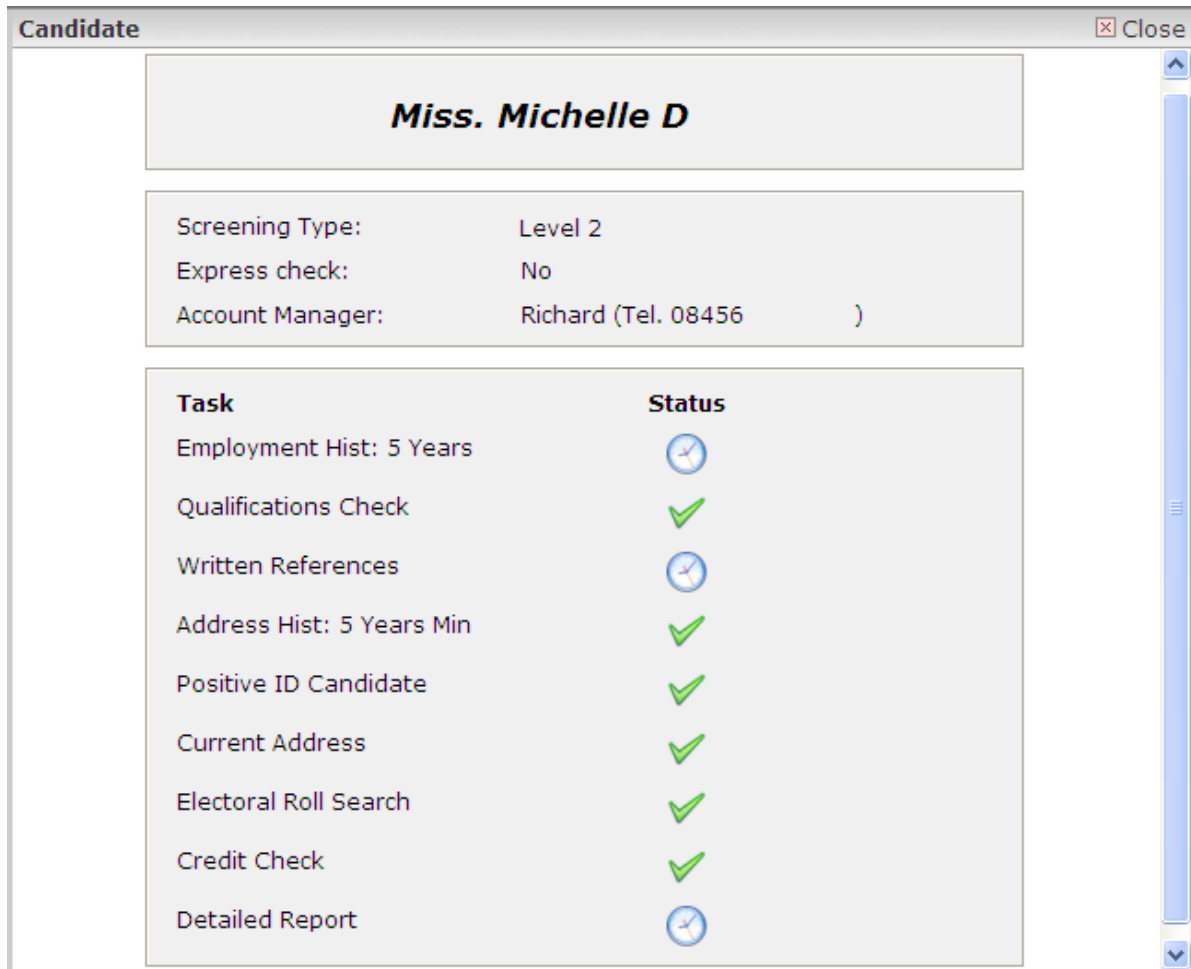 Candidate
Close
Miss. Michelle D
Screening Type: Level 2
Express check: No
Account Manager: Richard (Tel. 08456 )
Task Status
Employment Hist: 5 Years
Qualifications Check
Written References
Address Hist: 5 Years Min
Positive ID Candidate
Current Address
Electoral Roll Search
Credit Check
Detailed Report